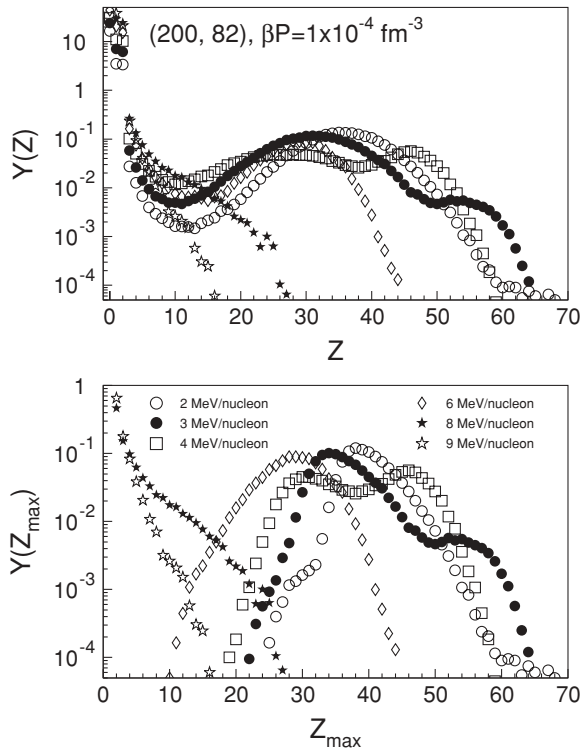 (200, 82), βP=1x10-4 fm-3
Y(Z)
10
1
10-1
10-2
10-3
10-4
0 10 20 30 40 50 60 70
Z
Y(Zmax)
1
10-1
10-2
10-3
10-4
2 MeV/nucleon
3 MeV/nucleon
4 MeV/nucleon
6 MeV/nucleon
8 MeV/nucleon
9 MeV/nucleon
0 10 20 30 40 50 60 70
Zmax